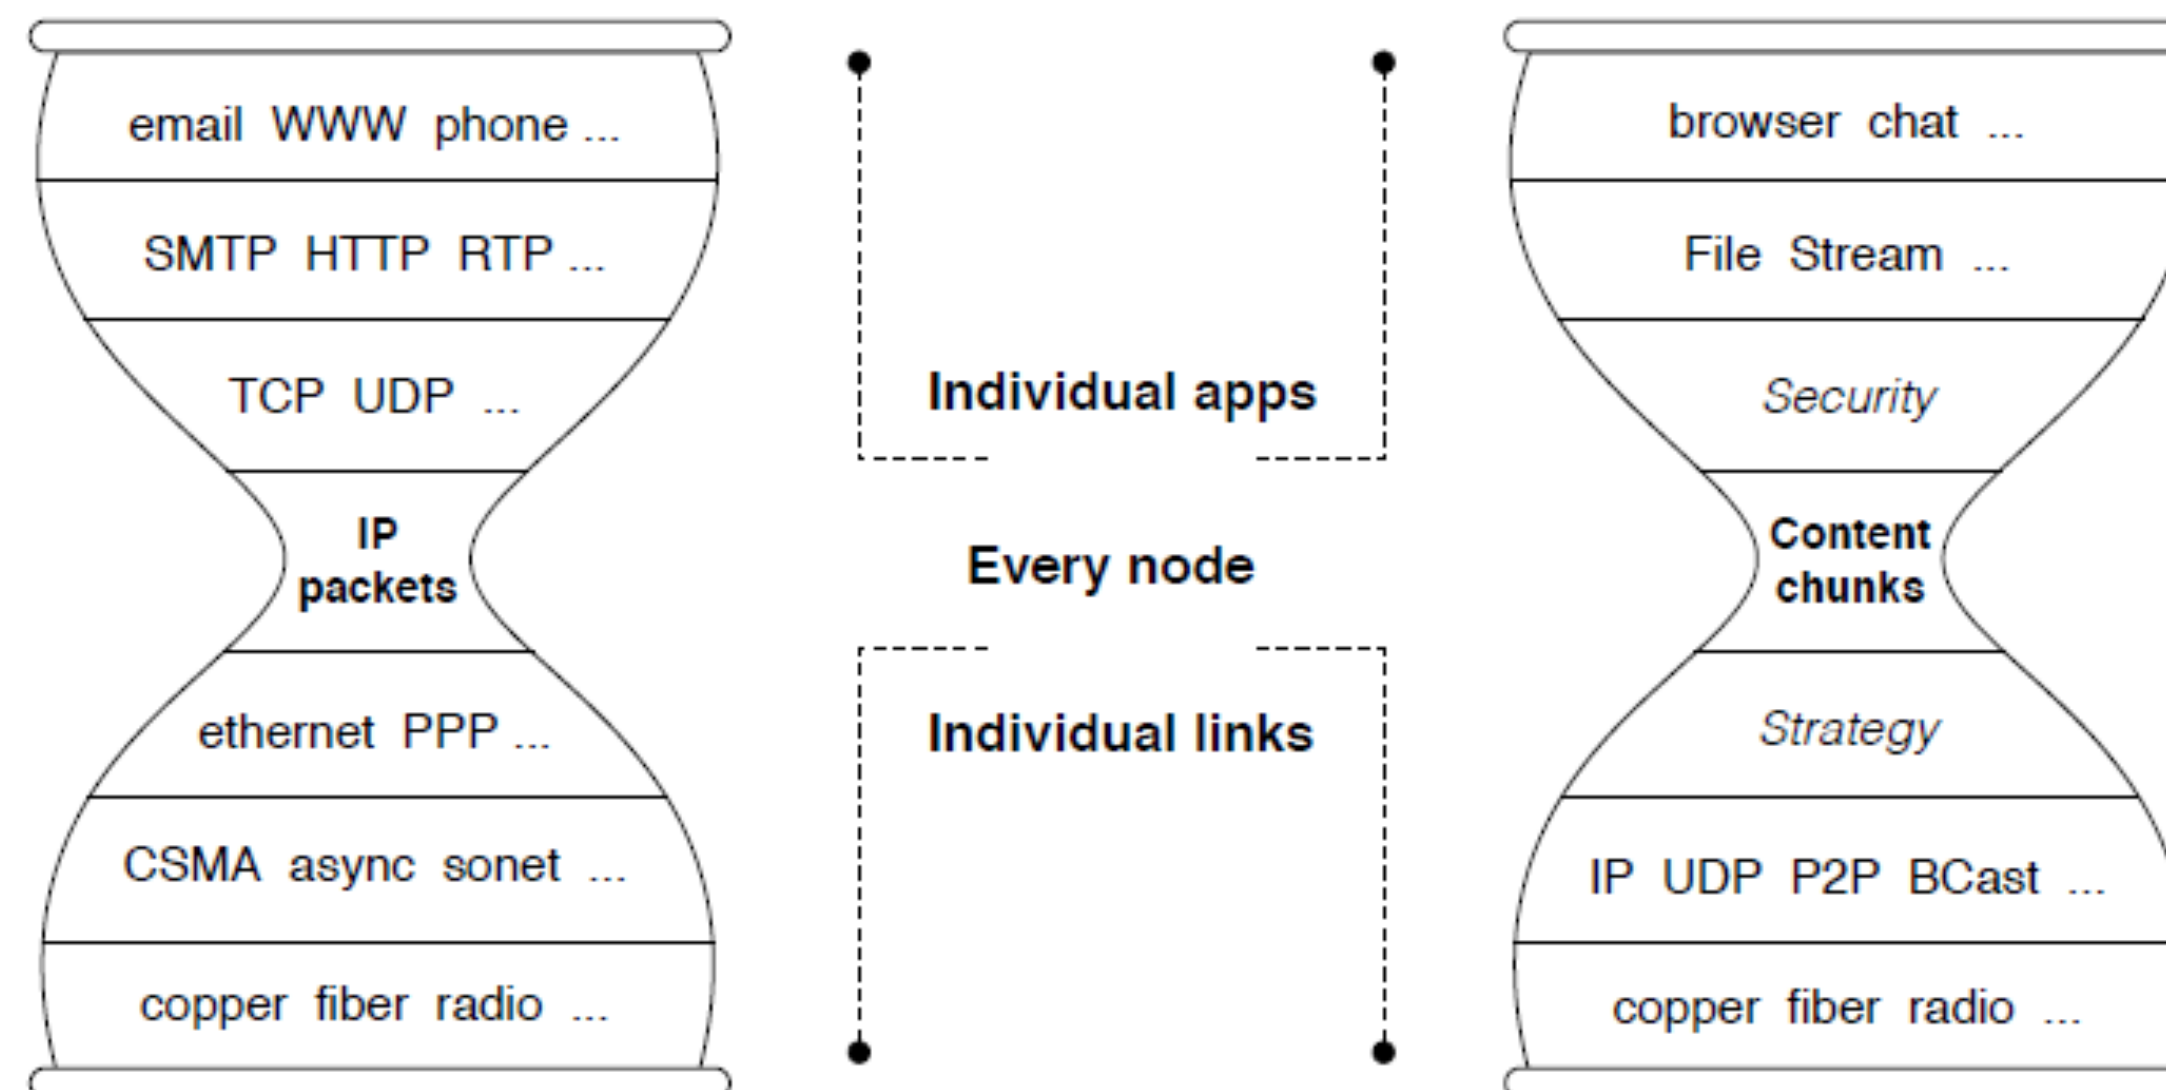 email WWW phone ...
SMTP HTTP RTP ...
TCP UDP ...
IP
packets
ethernet PPP ...
CSMA async sonet ...
copper fiber radio ...
Individual apps
Every node
Individual links
browser chat ...
File Stream ...
Security
Content
chunks
Strategy
IP UDP P2P BCast ...
copper fiber radio ...